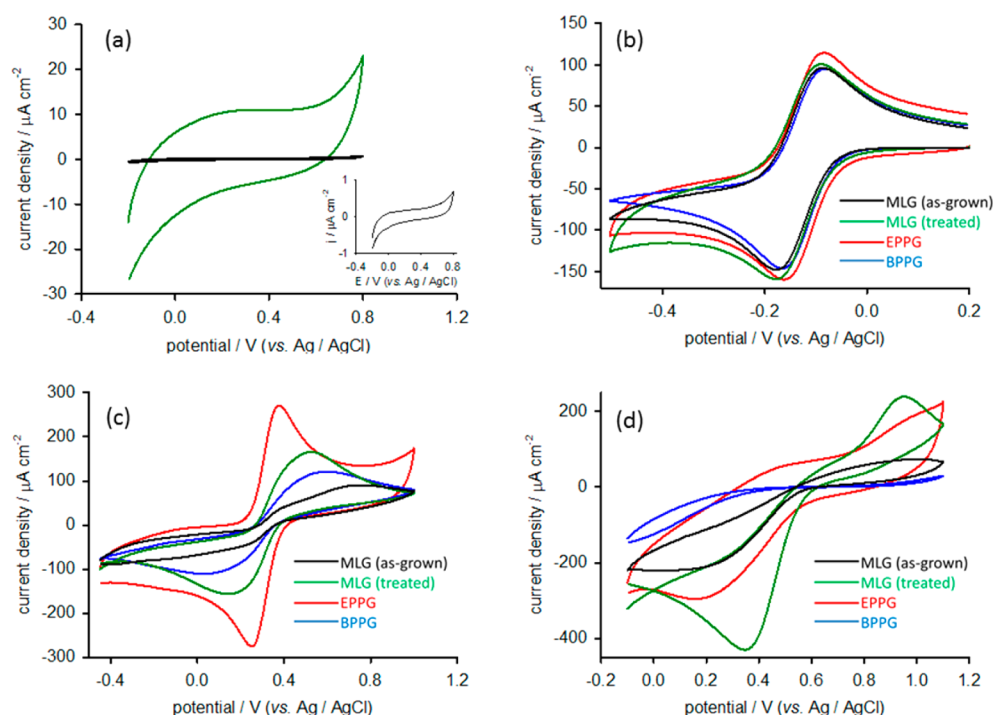 (a)
current density / µA cm-2
30
20
10
0
-10
-20
-30
-0.4
0.0
0.4
0.8
1.2
potential / V (vs. Ag / AgCl)
i / µA cm-2
1
0
-1
-0.4
0.0
0.4
0.8
E / V (vs. Ag / AgCl)
(b)
current density / µA cm-2
150
100
50
0
-50
-100
-150
-0.4
-0.2
0.0
0.2
potential / V (vs. Ag / AgCl)
MLG (as-grown)
MLG (treated)
EPPG
BPPG
(c)
current density / µA cm-2
300
200
100
0
-100
-200
-300
-0.4
0.0
0.4
0.8
1.2
potential / V (vs. Ag / AgCl)
MLG (as-grown)
MLG (treated)
EPPG
BPPG
(d)
current density / µA cm-2
200
0
-200
-400
-0.2
0.0
0.2
0.4
0.6
0.8
1.0
1.2
potential / V (vs. Ag / AgCl)
MLG (as-grown)
MLG (treated)
EPPG
BPPG